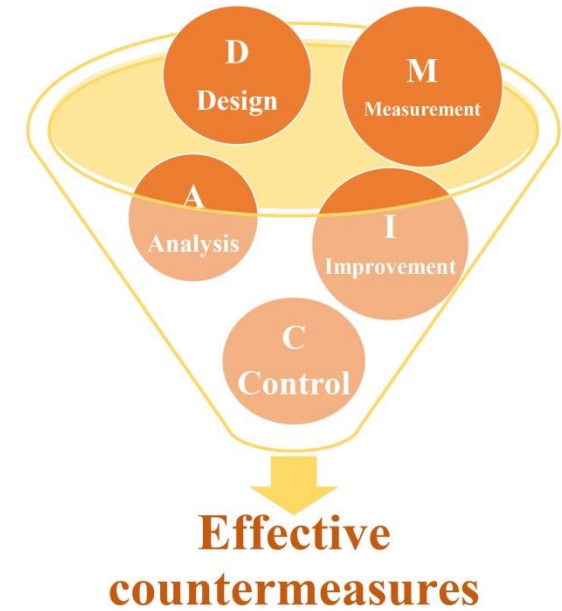 D
Design
M
Measurement
A
Analysis
I
Improvement
C
Control
Effective
countermeasures